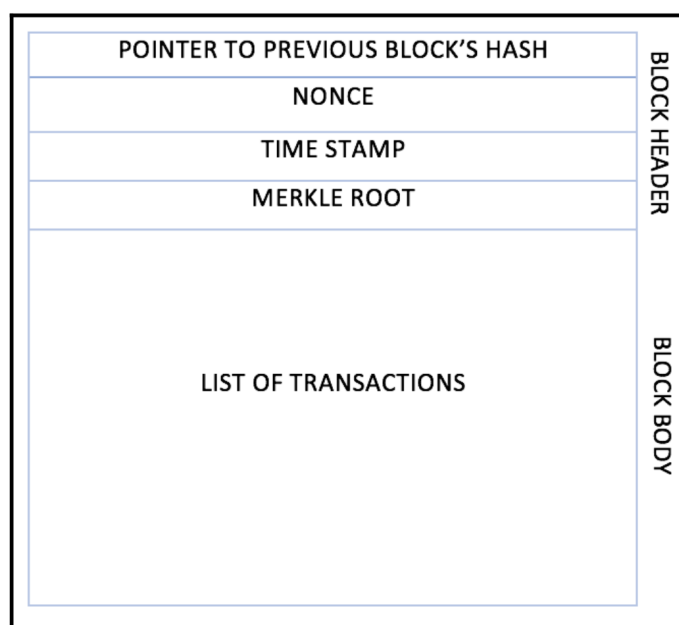 POINTER TO PREVIOUS BLOCK'S HASH
NONCE
TIME STAMP
MERKLE ROOT
BLOCK HEADER
LIST OF TRANSACTIONS
BLOCK BODY